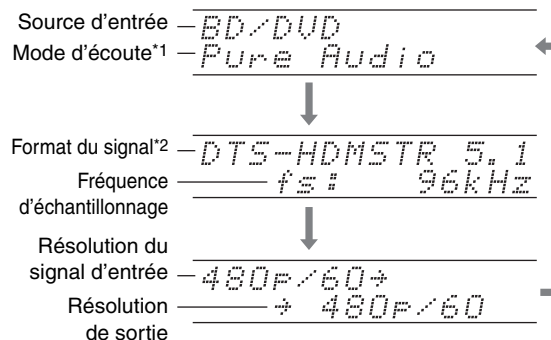 Source d'entrée
BD/DVD
Mode d'écoute*1
Pure Audio
Format du signal*2
DTS-HDMSTR 5.1
Fréquence d'échantillonnage
fs: 96kHz
Résolution du signal d'entrée
480p/60→
Résolution de sortie
→ 480p/60